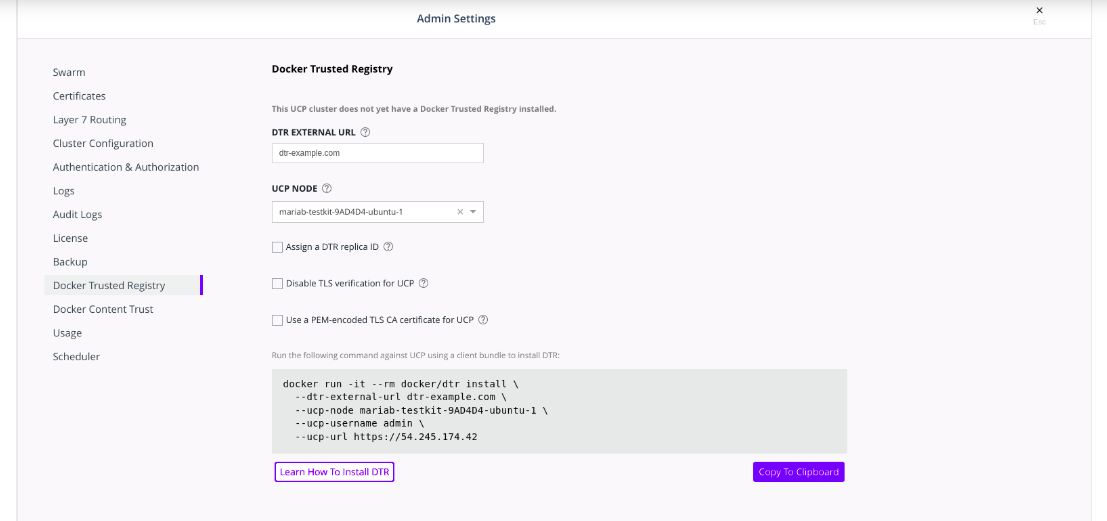 Admin Settings
×
Esc
Swarm
Certificates
Layer 7 Routing
Cluster Configuration
Authentication & Authorization
Logs
Audit Logs
License
Backup
Docker Trusted Registry
Docker Content Trust
Usage
Scheduler
Docker Trusted Registry
This UCP cluster does not yet have a Docker Trusted Registry installed.
DTR EXTERNAL URL ?
dtr-example.com
UCP NODE ?
mariab-testkit-9AD4D4-ubuntu-1 ×
Assign a DTR replica ID ?
Disable TLS verification for UCP ?
Use a PEM-encoded TLS CA certificate for UCP ?
Run the following command against UCP using a client bundle to install DTR:
docker run -it --rm docker/dtr install \
--dtr-external-url dtr-example.com \
--ucp-node mariab-testkit-9AD4D4-ubuntu-1 \
--ucp-username admin \
--ucp-url https://54.245.174.42
Learn How To Install DTR
Copy To Clipboard